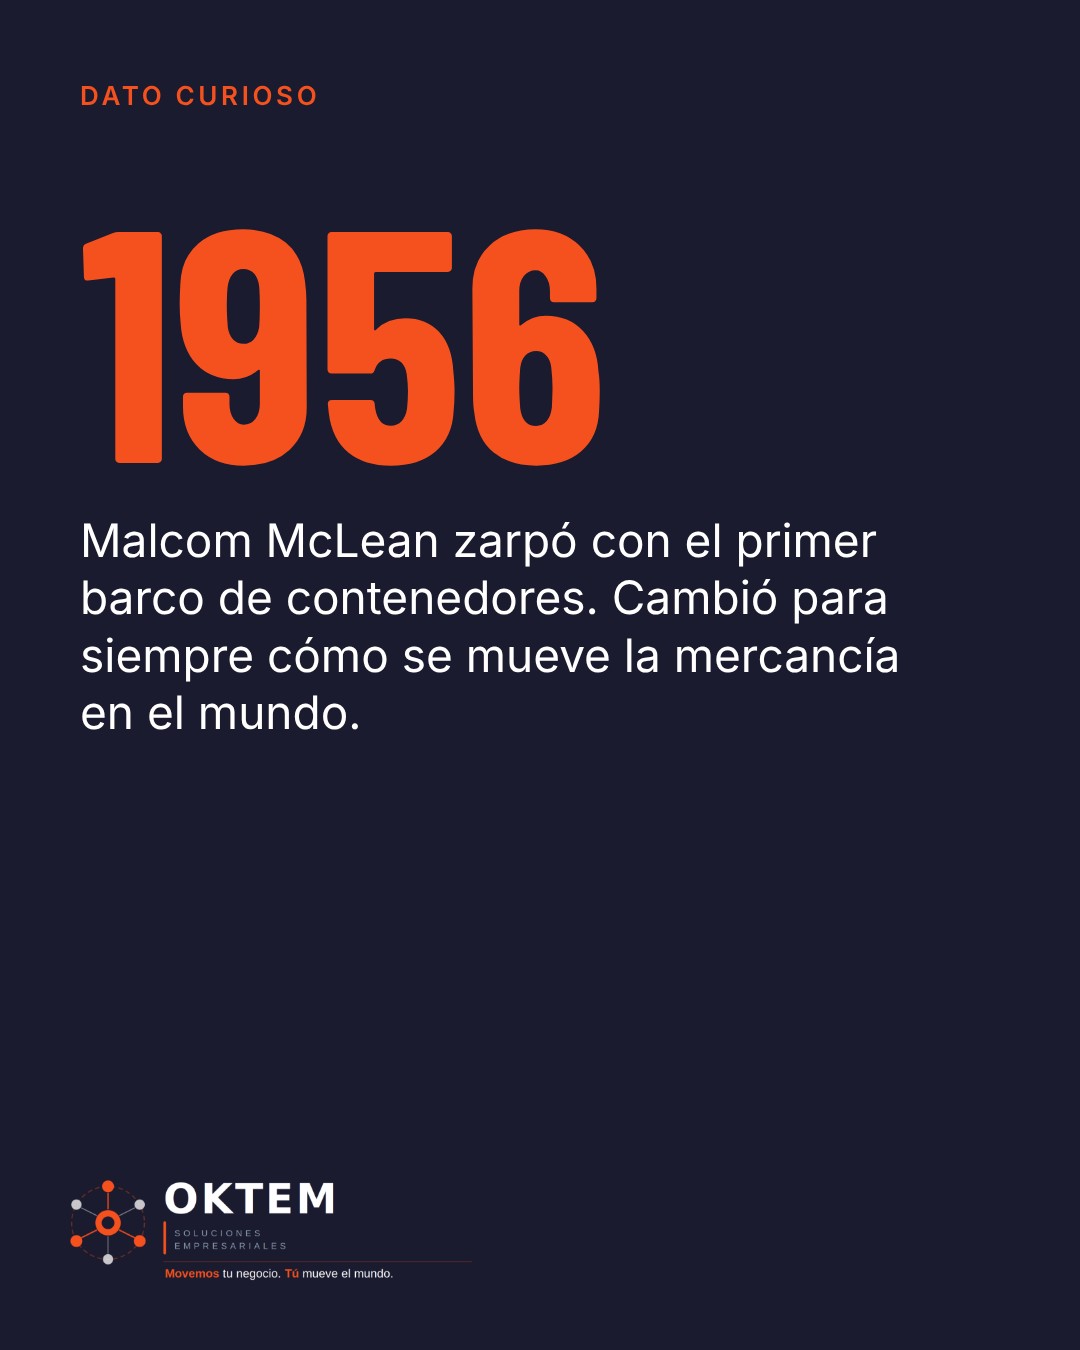 DATO CURIOSO
1956
Malcom McLean zarpó con el primer
barco de contenedores. Cambió para
siempre cómo se mueve la mercancía
en el mundo.
OKTEM
SOLUCIONES
EMPRESARIALES
Movemos tu negocio. Tú mueve el mundo.